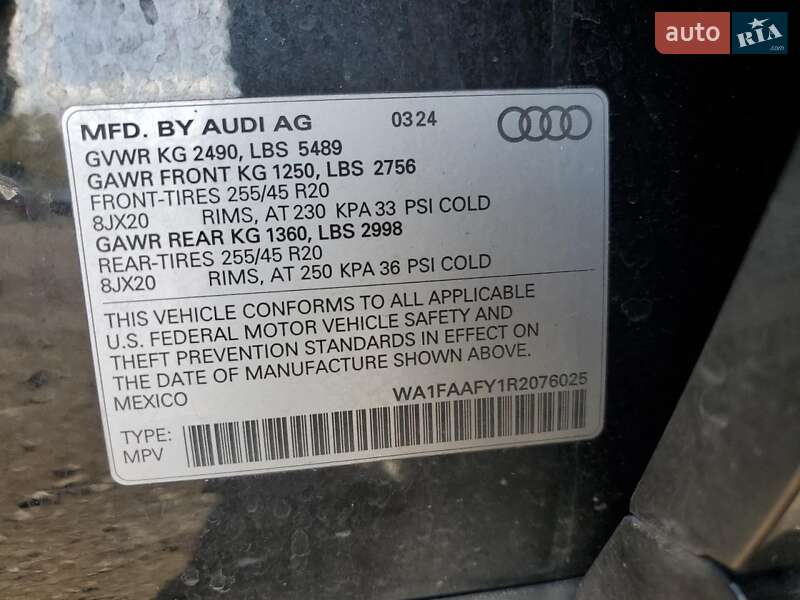 auto RIA.com
MFD. BY AUDI AG 03 24
GVWR KG 2490, LBS 5489
GAWR FRONT KG 1250, LBS 2756
FRONT-TIRES 255/45 R20
8JX20 RIMS, AT 230 KPA 33 PSI COLD
GAWR REAR KG 1360, LBS 2998
REAR-TIRES 255/45 R20
8JX20 RIMS, AT 250 KPA 36 PSI COLD
THIS VEHICLE CONFORMS TO ALL APPLICABLE
U.S. FEDERAL MOTOR VEHICLE SAFETY AND
THEFT PREVENTION STANDARDS IN EFFECT ON
THE DATE OF MANUFACTURE SHOWN ABOVE.
MEXICO WA1FAAFY1R2076025
TYPE:
MPV